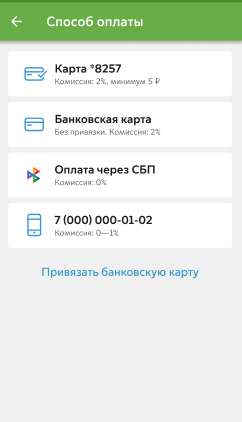 Способ оплаты
Карта *8257
Комиссия: 2%, минимум 5 ₽
Банковская карта
Без привязки. Комиссия: 2%
Оплата через СБП
Комиссия: 0%
7 (000) 000-01-02
Комиссия: 0—1%
Привязать банковскую карту